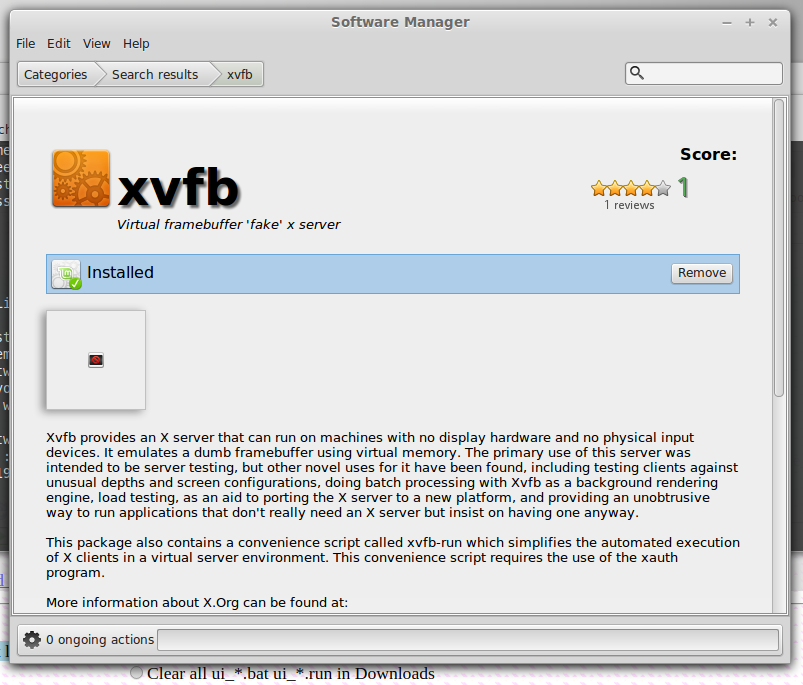 Software Manager
File Edit View Help
Categories Search results xvfb
Score:
xvfb
1
1 reviews
Virtual framebuffer 'fake' x server
Installed
Remove
Xvfb provides an X server that can run on machines with no display hardware and no physical input
devices. It emulates a dumb framebuffer using virtual memory. The primary use of this server was
intended to be server testing, but other novel uses for it have been found, including testing clients against
unusual depths and screen configurations, doing batch processing with Xvfb as a background rendering
engine, load testing, as an aid to porting the X server to a new platform, and providing an unobtrusive
way to run applications that don't really need an X server but insist on having one anyway.
This package also contains a convenience script called xvfb-run which simplifies the automated execution
of X clients in a virtual server environment. This convenience script requires the use of the xauth
program.
More information about X.Org can be found at:
0 ongoing actions
Clear all ui_*.bat ui_*.run in Downloads